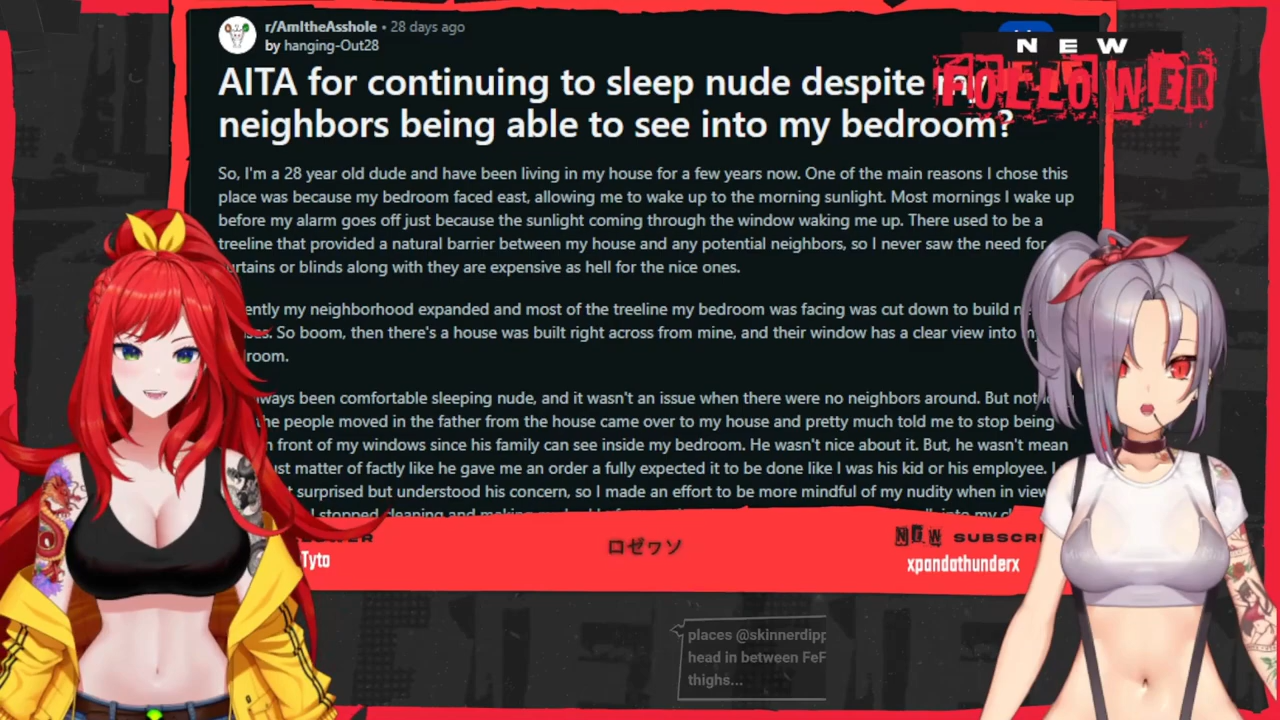 r/AmItheAsshole • 28 days ago
by hanging-Out28
NEW
FOLLOWER
AITA for continuing to sleep nude despite my
neighbors being able to see into my bedroom?
So, I'm a 28 year old dude and have been living in my house for a few years now. One of the main reasons I chose this
place was because my bedroom faced east, allowing me to wake up to the morning sunlight. Most mornings I wake up
before my alarm goes off just because the sunlight coming through the window waking me up. There used to be a
treeline that provided a natural barrier between my house and any potential neighbors, so I never saw the need for
urtains or blinds along with they are expensive as hell for the nice ones.
ently my neighborhood expanded and most of the treeline my bedroom was facing was cut down to build
So boom, then there's a house was built right across from mine, and their window has a clear view into
droom.
lways been comfortable sleeping nude, and it wasn't an issue when there were no neighbors around. But
the people moved in the father from the house came over to my house and pretty much told me to stop being
n front of my windows since his family can see inside my bedroom. He wasn't nice about it. But, he wasn't mean
ust matter of factly like he gave me an order a fully expected it to be done like I was his kid or his employee. I
t surprised but understood his concern, so I made an effort to be more mindful of my nudity when in view
I stopped cleaning and
into my
Tyto
ロゼヮソ
NEW SUBSCRI
xpandathunderx
places @skinnerdipp
head in between FeF
thighs...